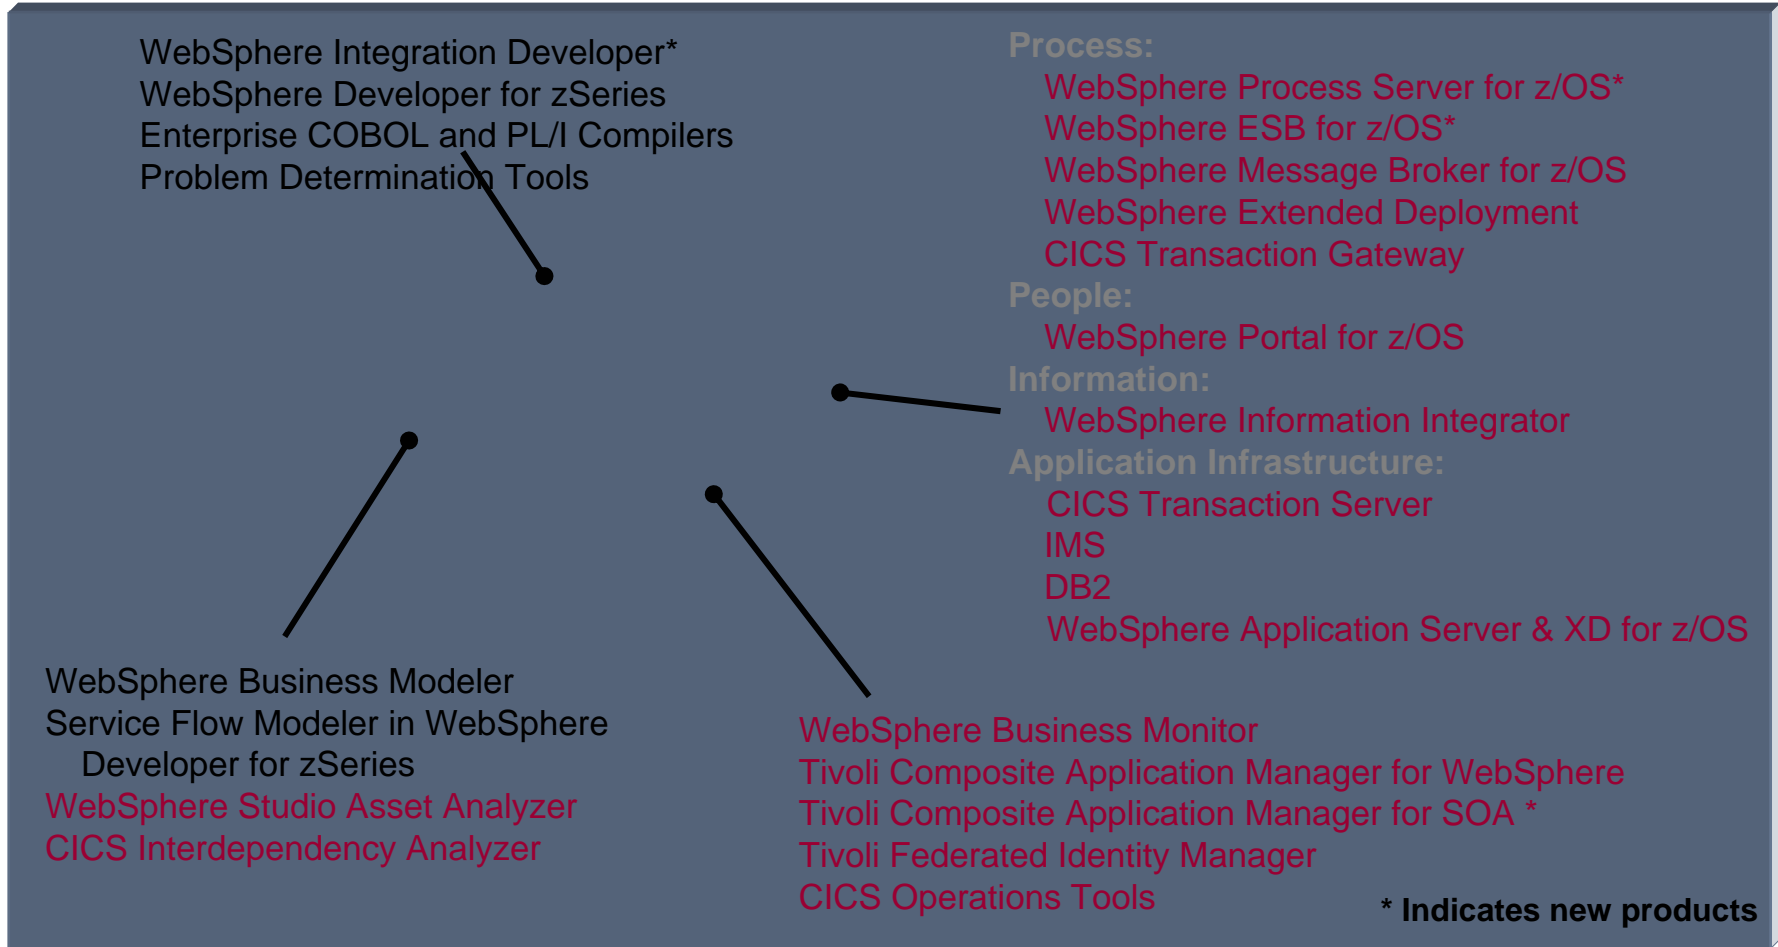 WebSphere Integration Developer*
WebSphere Developer for zSeries
Enterprise COBOL and PL/I Compilers
Problem Determination Tools
Process:
WebSphere Process Server for z/OS*
WebSphere ESB for z/OS*
WebSphere Message Broker for z/OS
WebSphere Extended Deployment
CICS Transaction Gateway
People:
WebSphere Portal for z/OS
Information:
WebSphere Information Integrator
Application Infrastructure:
CICS Transaction Server
IMS
DB2
WebSphere Application Server & XD for z/OS
WebSphere Business Modeler
Service Flow Modeler in WebSphere
Developer for zSeries
WebSphere Studio Asset Analyzer
CICS Interdependency Analyzer
WebSphere Business Monitor
Tivoli Composite Application Manager for WebSphere
Tivoli Composite Application Manager for SOA *
Tivoli Federated Identity Manager
CICS Operations Tools
* Indicates new products